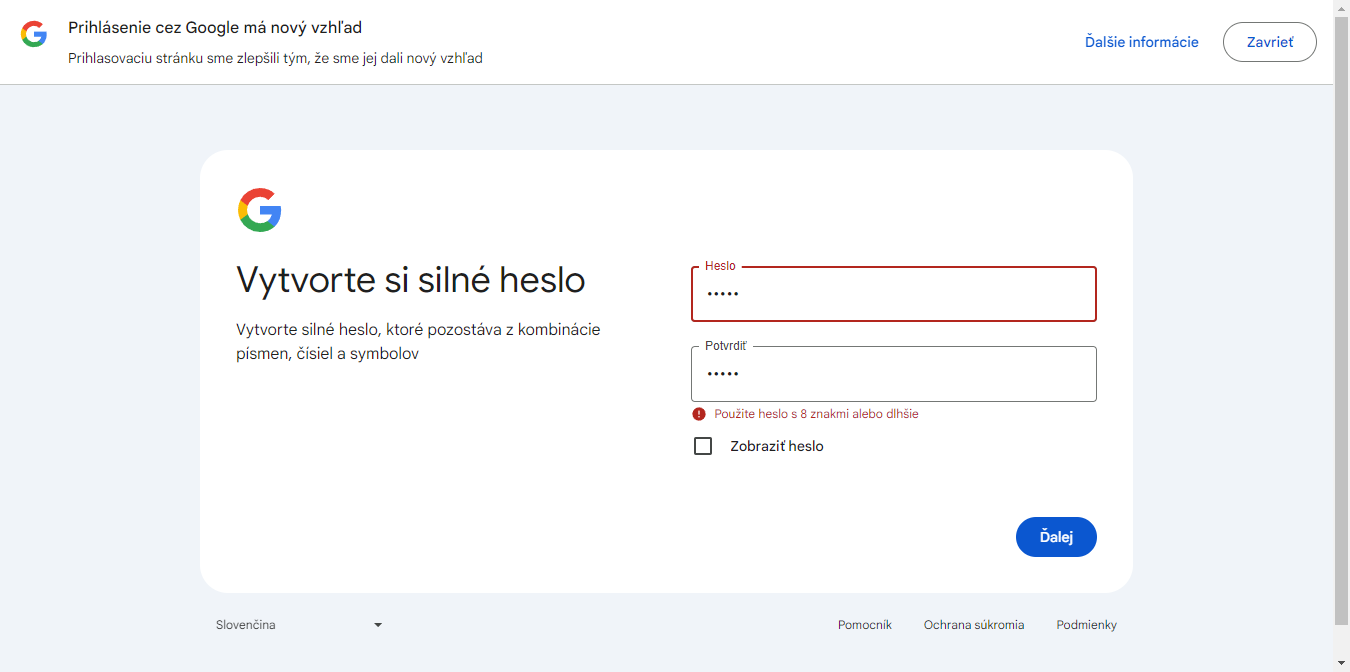 Prihlásenie cez Google má nový vzhľad
Prihlasovaciu stránku sme zlepšili tým, že sme jej dali nový vzhľad
Ďalšie informácie
Zavrieť
Vytvorte si silné heslo
Vytvorte silné heslo, ktoré pozostáva z kombinácie
písmen, čísiel a symbolov
Heslo
•••••
Potvrdiť
•••••
Použite heslo s 8 znakmi alebo dlhšie
Zobraziť heslo
Ďalej
Slovenčina
Pomocník
Ochrana súkromia
Podmienky